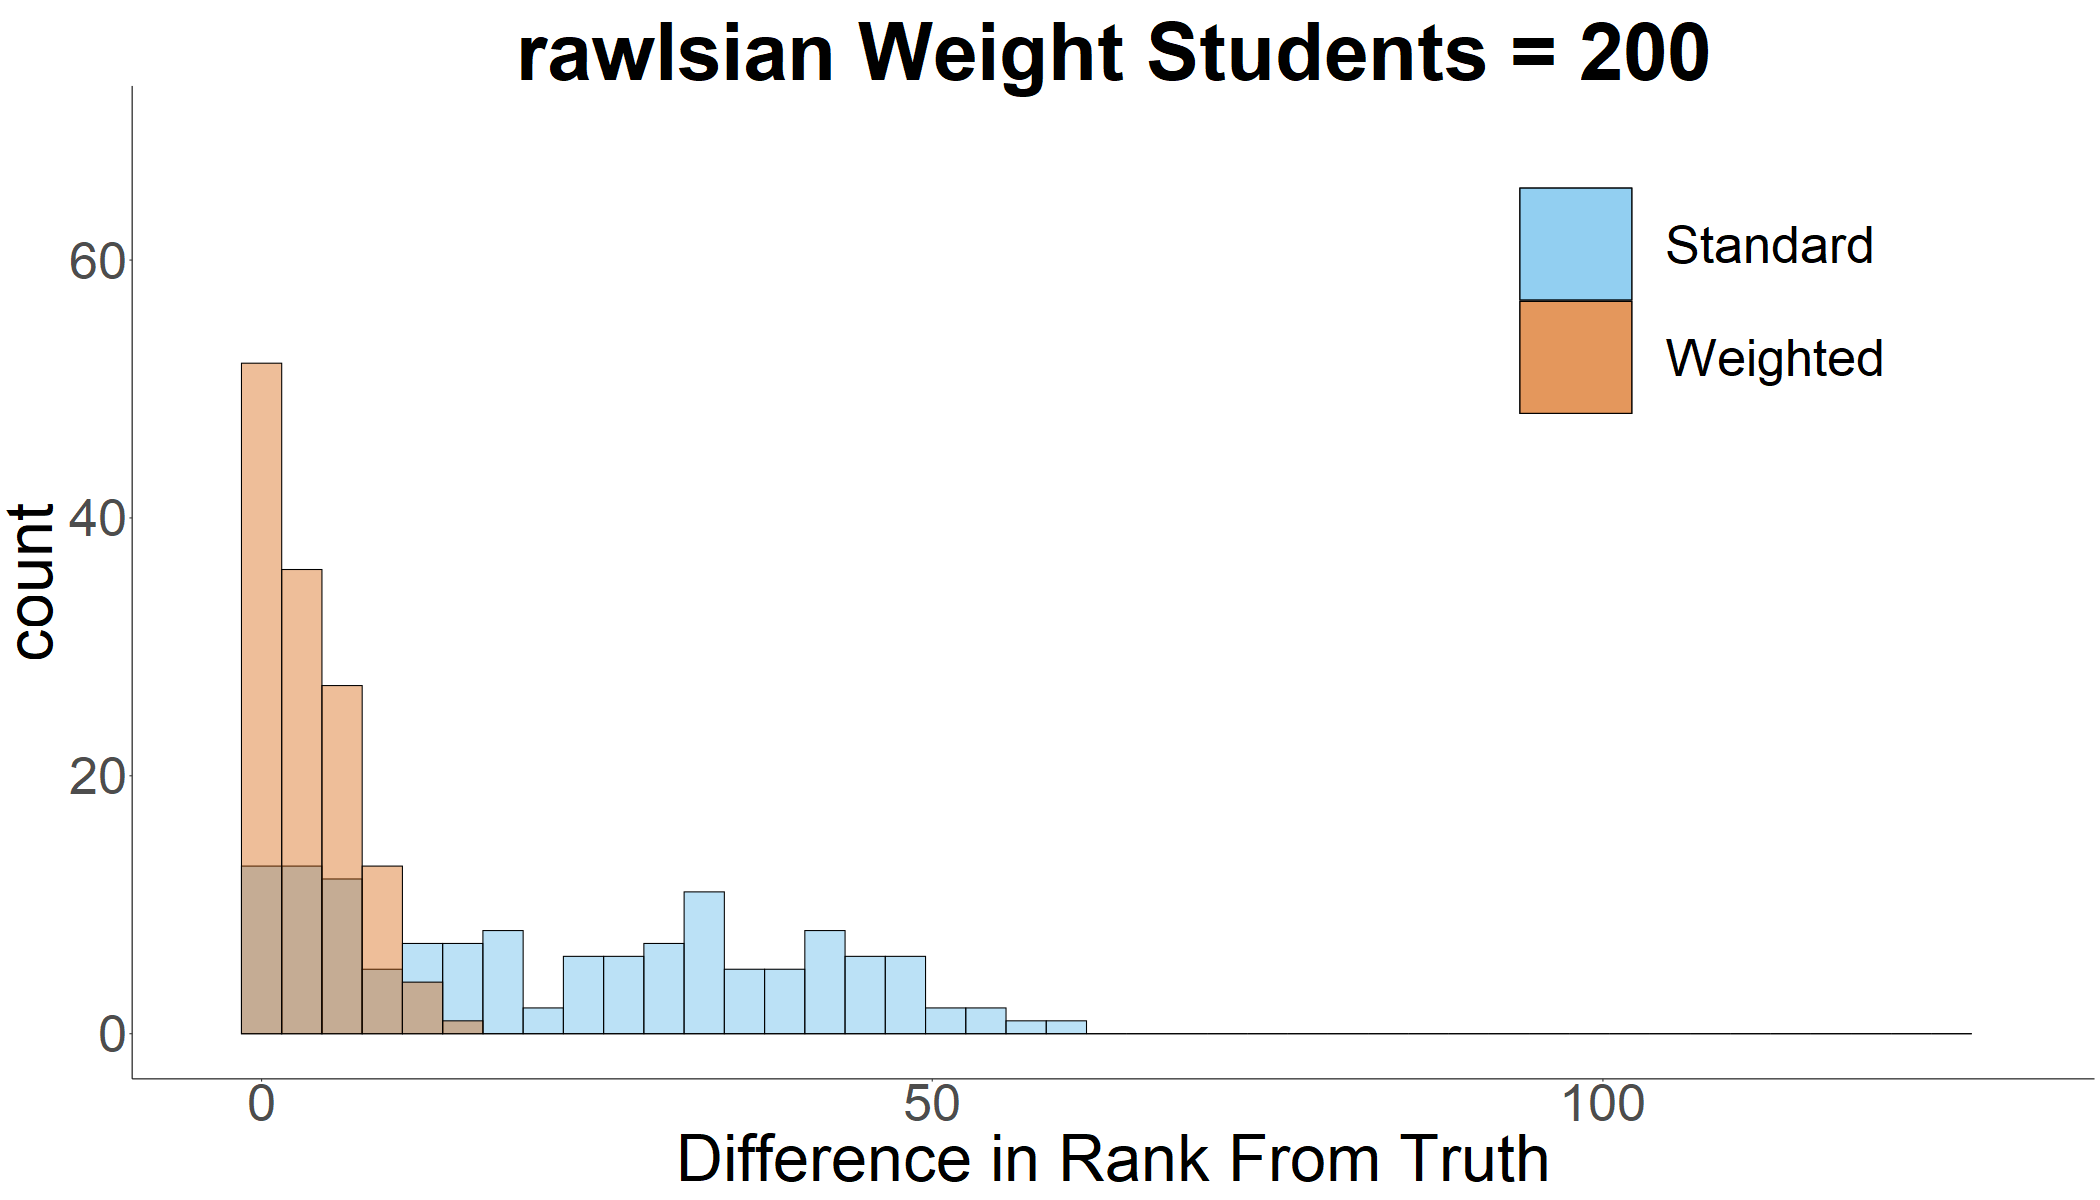 rawlsian Weight Students = 200
Standard
Weighted
count
60
40
20
0
0
50
100
Difference in Rank From Truth